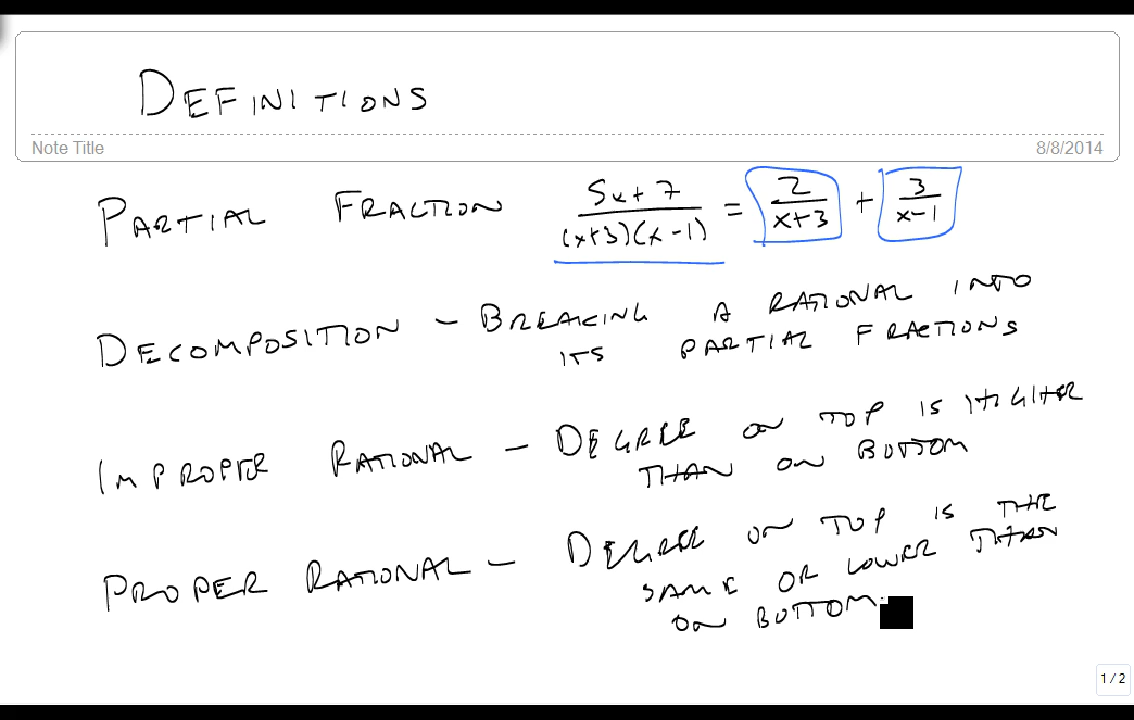 DEFINITIONS
Note Title
8/8/2014
PARTIAL FRACTION 5x+7 / (x+3)(x-1) = 2 / x+3 + 3 / x-1
DECOMPOSITION - BREAKING A RATIONAL INTO
ITS PARTIAL FRACTIONS
IMPROPER RATIONAL - DEGREE ON TOP IS HIGHER
THAN ON BOTTOM
PROPER RATIONAL - DEGREE ON TOP IS THE
SAME OR LOWER THAN
ON BOTTOM.
1/2